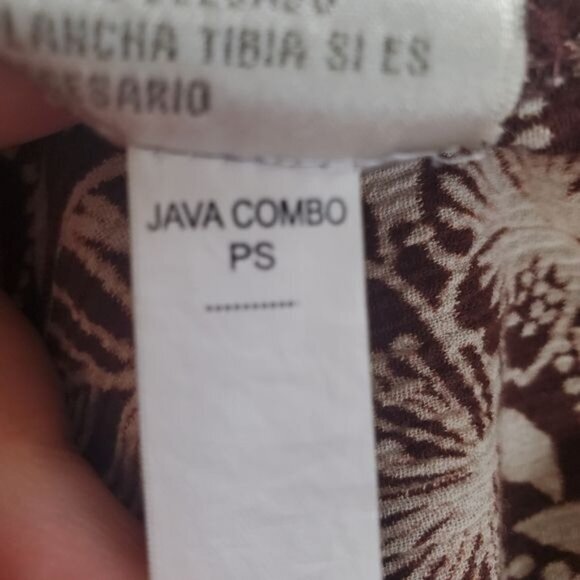 LANCHA TIBIA SI ES
ESARIO
JAVA COMBO
PS